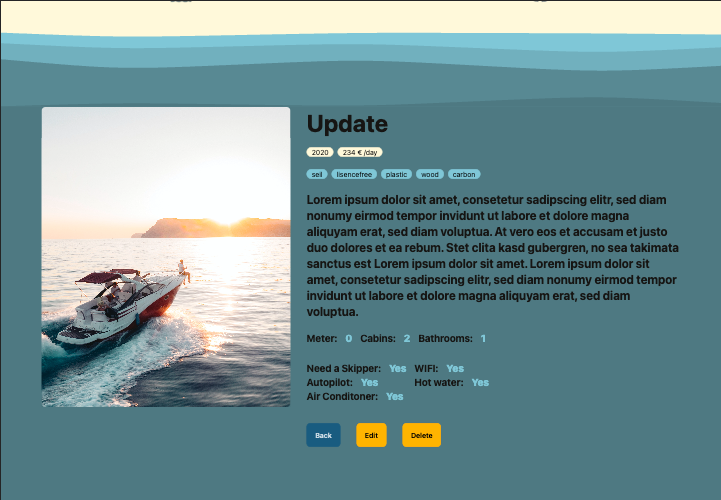 Update
2020 234 € /day
seil lisencefree plastic wood carbon
Lorem ipsum dolor sit amet, consetetur sadipscing elitr, sed diam
nonumy eirmod tempor invidunt ut labore et dolore magna
aliquyam erat, sed diam voluptua. At vero eos et accusam et justo
duo dolores et ea rebum. Stet clita kasd gubergren, no sea takimata
sanctus est Lorem ipsum dolor sit amet. Lorem ipsum dolor sit
amet, consetetur sadipscing elitr, sed diam nonumy eirmod tempor
invidunt ut labore et dolore magna aliquyam erat, sed diam
voluptua.
Meter: 0 Cabins: 2 Bathrooms: 1
Need a Skipper: Yes WIFI: Yes
Autopilot: Yes Hot water: Yes
Air Conditoner: Yes
Back Edit Delete